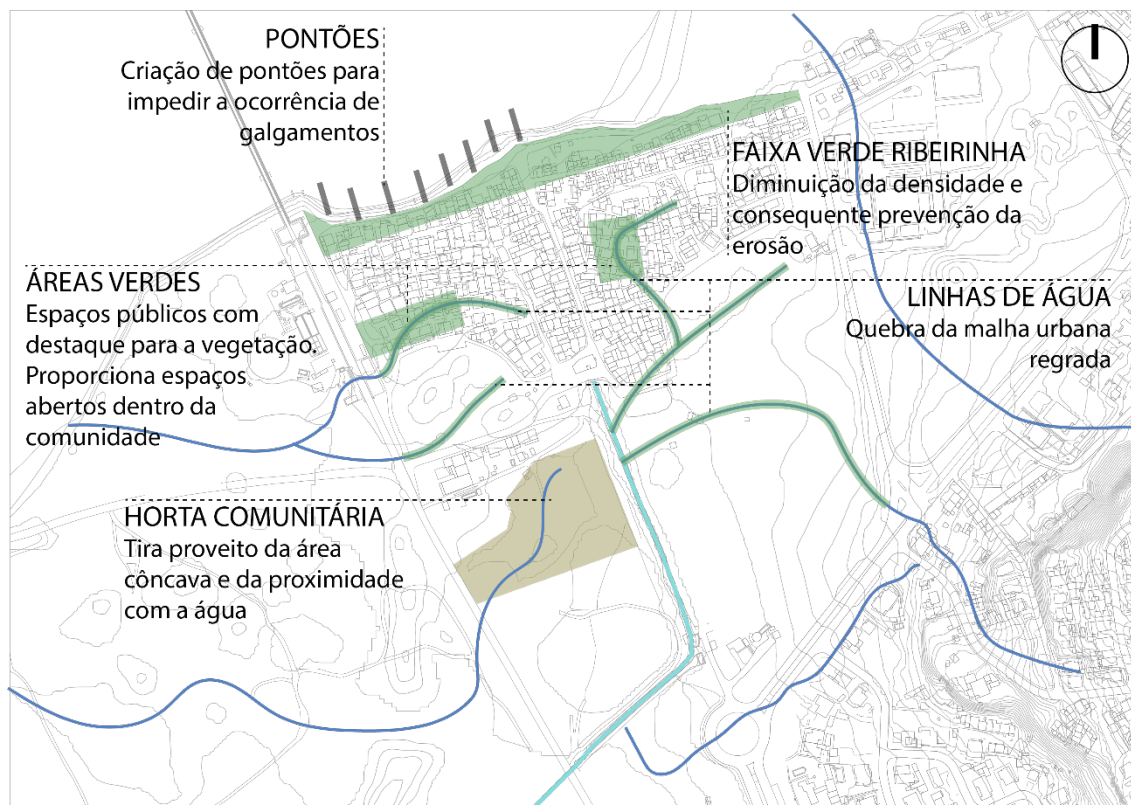 PONTÕES
Criação de pontões para
impedir a ocorrência de
galgamentos
FAIXA VERDE RIBEIRINHA
Diminuição da densidade e
consequente prevenção da
erosão
ÁREAS VERDES
Espaços públicos com
destaque para a vegetação.
Proporciona espaços
abertos dentro da
comunidade
LINHAS DE ÁGUA
Quebra da malha urbana
regrada
HORTA COMUNITÁRIA
Tira proveito da área
côncava e da proximidade
com a água